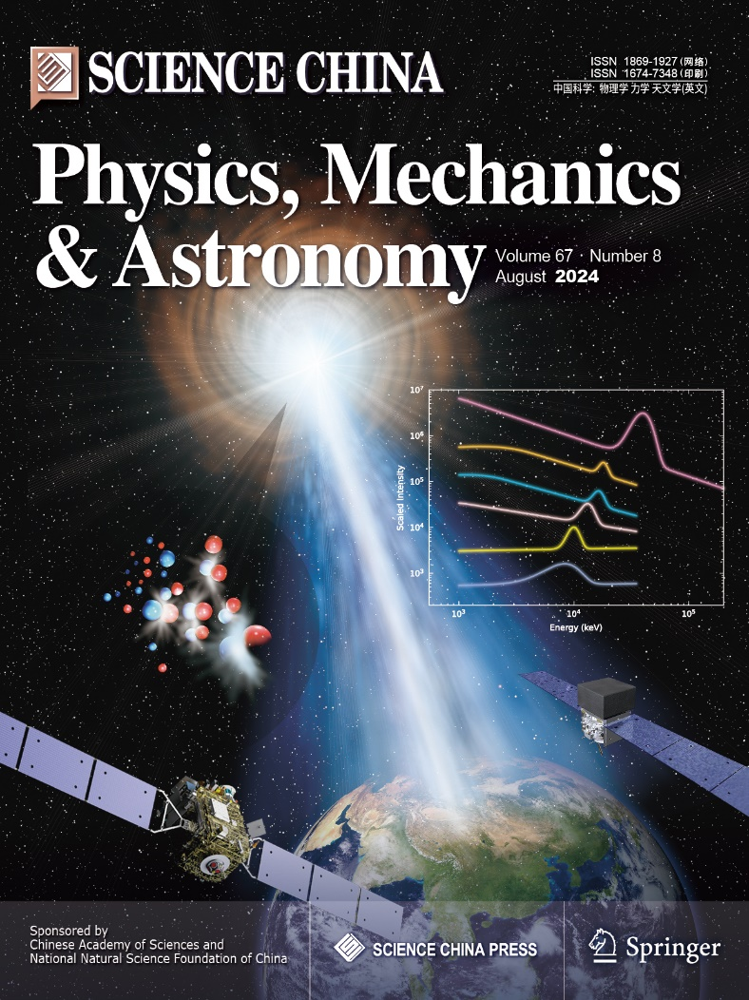 SCIENCE CHINA
ISSN 1869-1927 (网络)
ISSN 1674-7348 (印刷)
中国科学: 物理学 力学 天文学(英文)
Physics, Mechanics
& Astronomy
Volume 67 · Number 8
August 2024
10⁷
10⁶
10⁵
10⁴
10³
Scaled Intensity
10³ 10⁴ 10⁵
Energy (keV)
Sponsored by
Chinese Academy of Sciences and
National Natural Science Foundation of China
SCIENCE CHINA PRESS
Springer